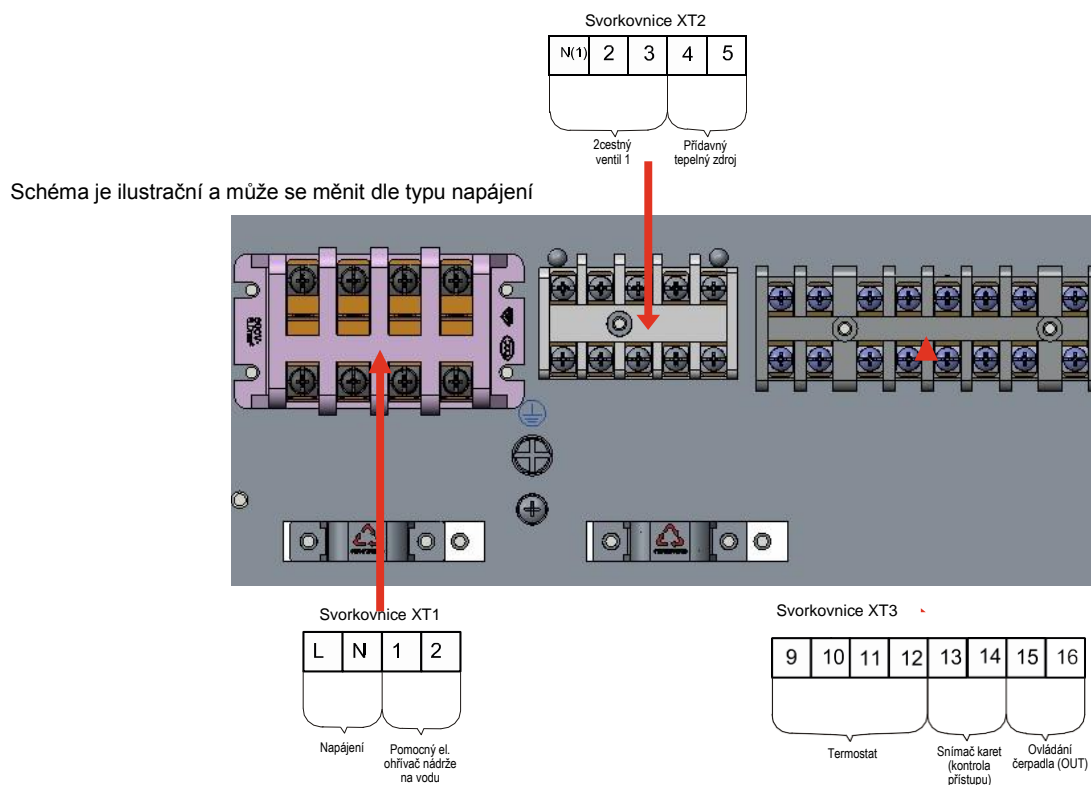 Svorkovnice XT2
N(1) 2 3 4 5
2cestný
ventil 1
Přídavný
tepelný zdroj
Schéma je ilustrační a může se měnit dle typu napájení
Svorkovnice XT1
L N 1 2
Napájení
Pomocný el.
ohřívač nádrže
na vodu
Svorkovnice XT3
9 10 11 12 13 14 15 16
Termostat
Snímač karet
(kontrola
přístupu)
Ovládání
čerpadla (OUT)